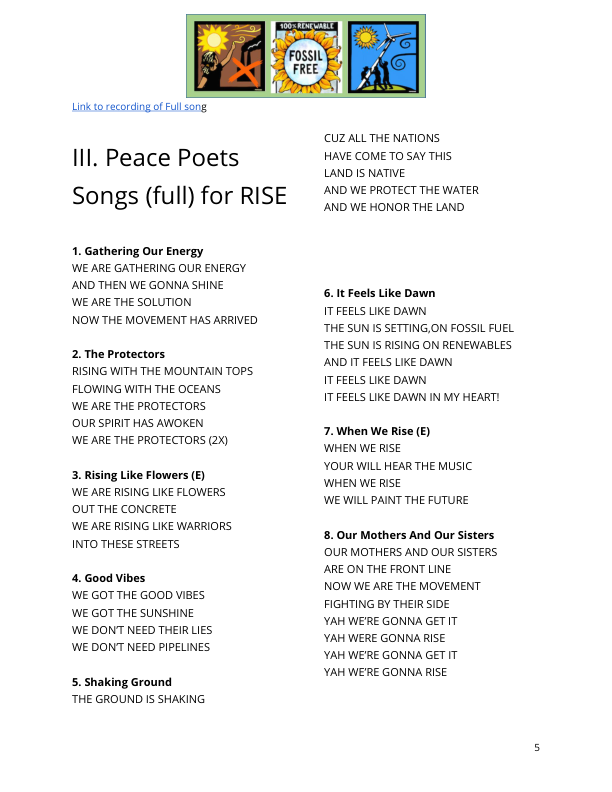 100% RENEWABLE
FOSSIL
FREE
Link to recording of Full song
III. Peace Poets
Songs (full) for RISE
1. Gathering Our Energy
WE ARE GATHERING OUR ENERGY
AND THEN WE GONNA SHINE
WE ARE THE SOLUTION
NOW THE MOVEMENT HAS ARRIVED
2. The Protectors
RISING WITH THE MOUNTAIN TOPS
FLOWING WITH THE OCEANS
WE ARE THE PROTECTORS
OUR SPIRIT HAS AWOKEN
WE ARE THE PROTECTORS (2X)
3. Rising Like Flowers (E)
WE ARE RISING LIKE FLOWERS
OUT THE CONCRETE
WE ARE RISING LIKE WARRIORS
INTO THESE STREETS
4. Good Vibes
WE GOT THE GOOD VIBES
WE GOT THE SUNSHINE
WE DON'T NEED THEIR LIES
WE DON'T NEED PIPELINES
5. Shaking Ground
THE GROUND IS SHAKING
CUZ ALL THE NATIONS
HAVE COME TO SAY THIS
LAND IS NATIVE
AND WE PROTECT THE WATER
AND WE HONOR THE LAND
6. It Feels Like Dawn
IT FEELS LIKE DAWN
THE SUN IS SETTING,ON FOSSIL FUEL
THE SUN IS RISING ON RENEWABLES
AND IT FEELS LIKE DAWN
IT FEELS LIKE DAWN
IT FEELS LIKE DAWN IN MY HEART!
7. When We Rise (E)
WHEN WE RISE
YOUR WILL HEAR THE MUSIC
WHEN WE RISE
WE WILL PAINT THE FUTURE
8. Our Mothers And Our Sisters
OUR MOTHERS AND OUR SISTERS
ARE ON THE FRONT LINE
NOW WE ARE THE MOVEMENT
FIGHTING BY THEIR SIDE
YAH WE'RE GONNA GET IT
YAH WERE GONNA RISE
YAH WE'RE GONNA GET IT
YAH WE'RE GONNA RISE
5